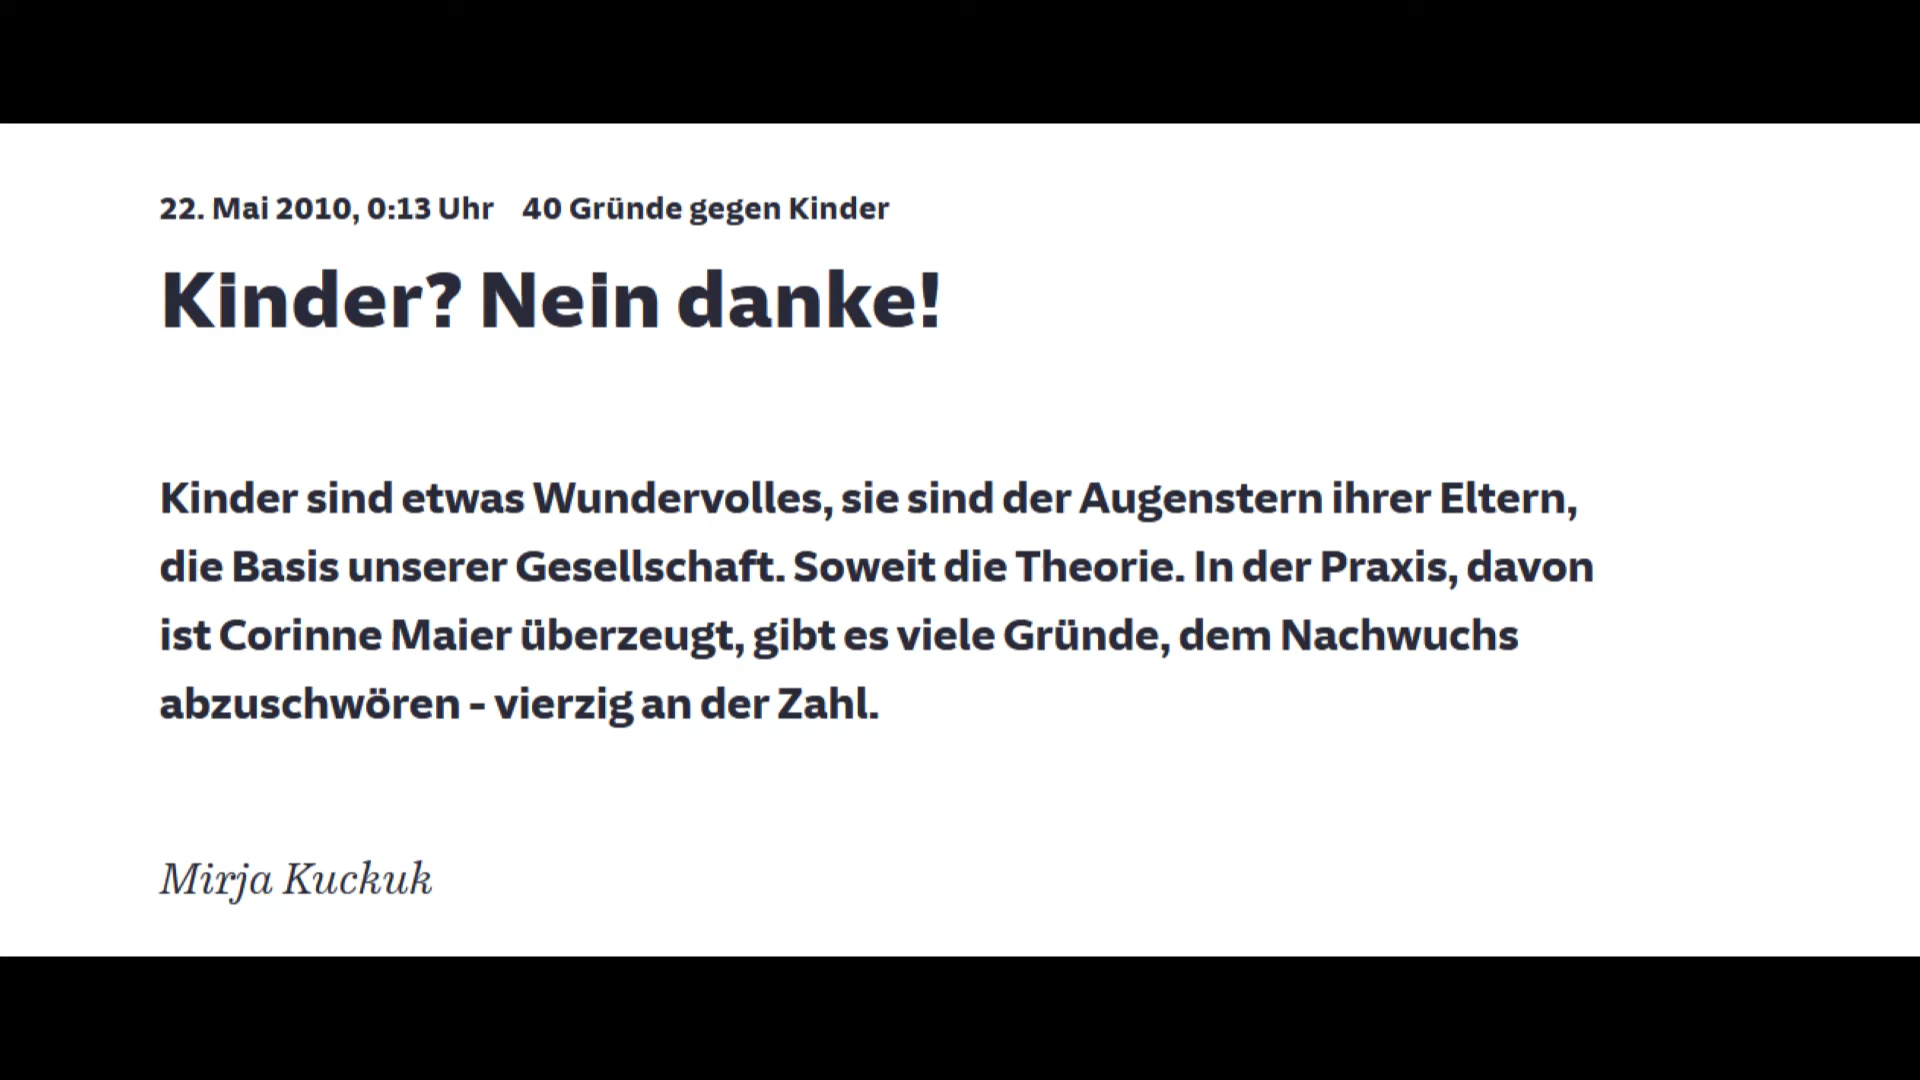 22. Mai 2010, 0:13 Uhr 40 Gründe gegen Kinder
Kinder? Nein danke!
Kinder sind etwas Wundervolles, sie sind der Augenstern ihrer Eltern,
die Basis unserer Gesellschaft. Soweit die Theorie. In der Praxis, davon
ist Corinne Maier überzeugt, gibt es viele Gründe, dem Nachwuchs
abzuschwören - vierzig an der Zahl.
Mirja Kuckuk